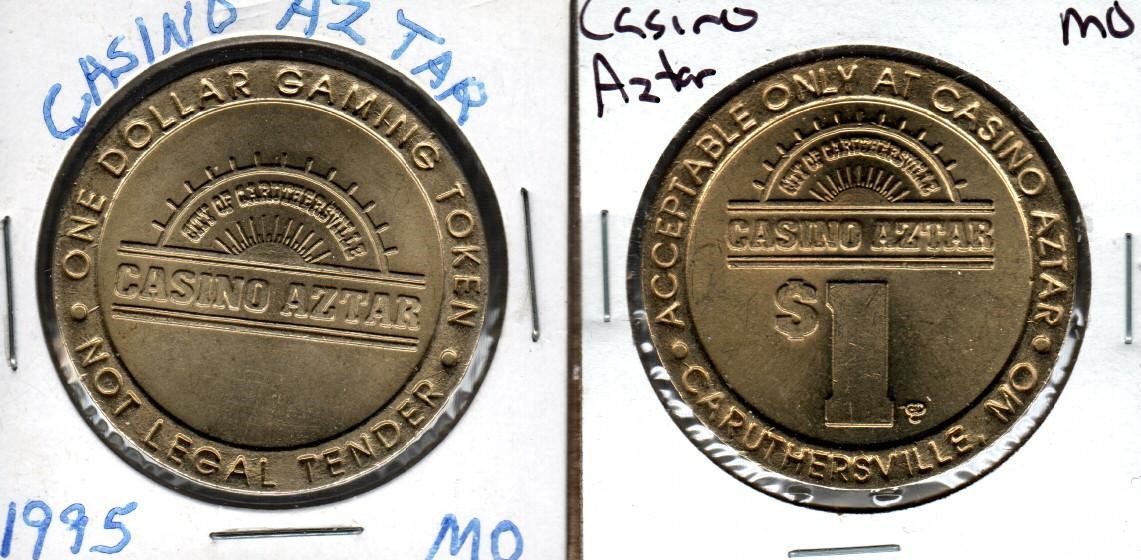 CASINO AZTAR
• ONE DOLLAR GAMING TOKEN •
CITY OF CARUTHERSVILLE
CASINO AZTAR
NOT LEGAL TENDER
1995 MO
Casino
Aztar
MO
• ACCEPTABLE ONLY AT CASINO AZTAR •
CITY OF CARUTHERSVILLE
CASINO AZTAR
$1
CARUTHERSVILLE, MO